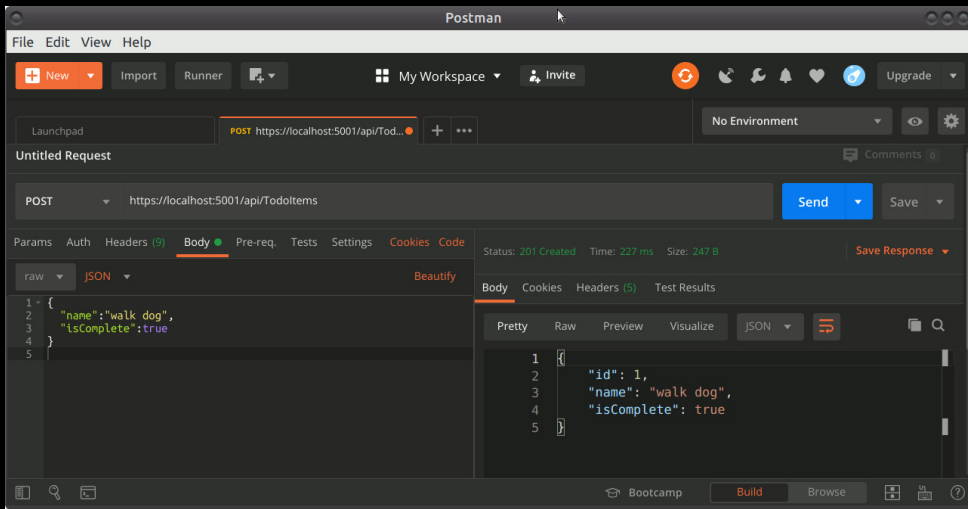 Postman
File Edit View Help
New Import Runner My Workspace Invite Upgrade
Launchpad POST https://localhost:5001/api/Tod... No Environment
Untitled Request Comments 0
POST https://localhost:5001/api/TodoItems Send Save
Params Auth Headers (9) Body Pre-req. Tests Settings Cookies Code
raw JSON Beautify
1 {
2 "name":"walk dog",
3 "isComplete":true
4 }
5
Status: 201 Created Time: 227 ms Size: 247 B Save Response
Body Cookies Headers (5) Test Results
Pretty Raw Preview Visualize JSON
1 {
2 "id": 1,
3 "name": "walk dog",
4 "isComplete": true
5 }
Bootcamp Build Browse